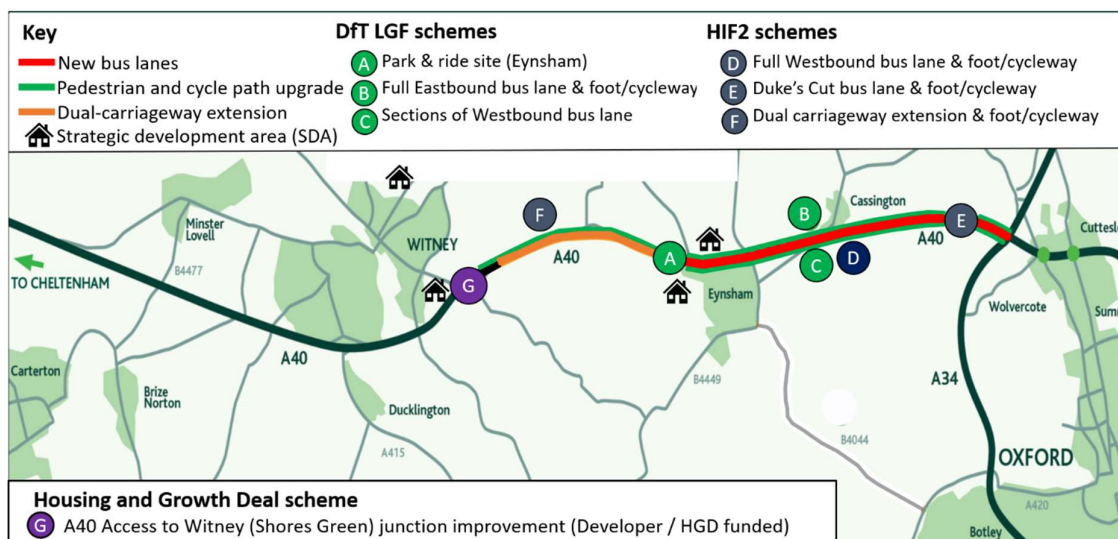 Key
New bus lanes
Pedestrian and cycle path upgrade
Dual-carriageway extension
Strategic development area (SDA)
DfT LGF schemes
A Park & ride site (Eynsham)
B Full Eastbound bus lane & foot/cycleway
C Sections of Westbound bus lane
HIF2 schemes
D Full Westbound bus lane & foot/cycleway
E Duke's Cut bus lane & foot/cycleway
F Dual carriageway extension & foot/cycleway
Minster
Lovell
B4477
TO CHELTENHAM
WITNEY
F
G
A40
A
Eynsham
B
C
D
Cassington
A40
E
Cuttesl
Wolvercote
Summ
A40
Carterton
Brize
Norton
Ducklington
A415
B4449
B4044
A34
OXFORD
A420
Botley
Housing and Growth Deal scheme
G A40 Access to Witney (Shores Green) junction improvement (Developer / HGD funded)